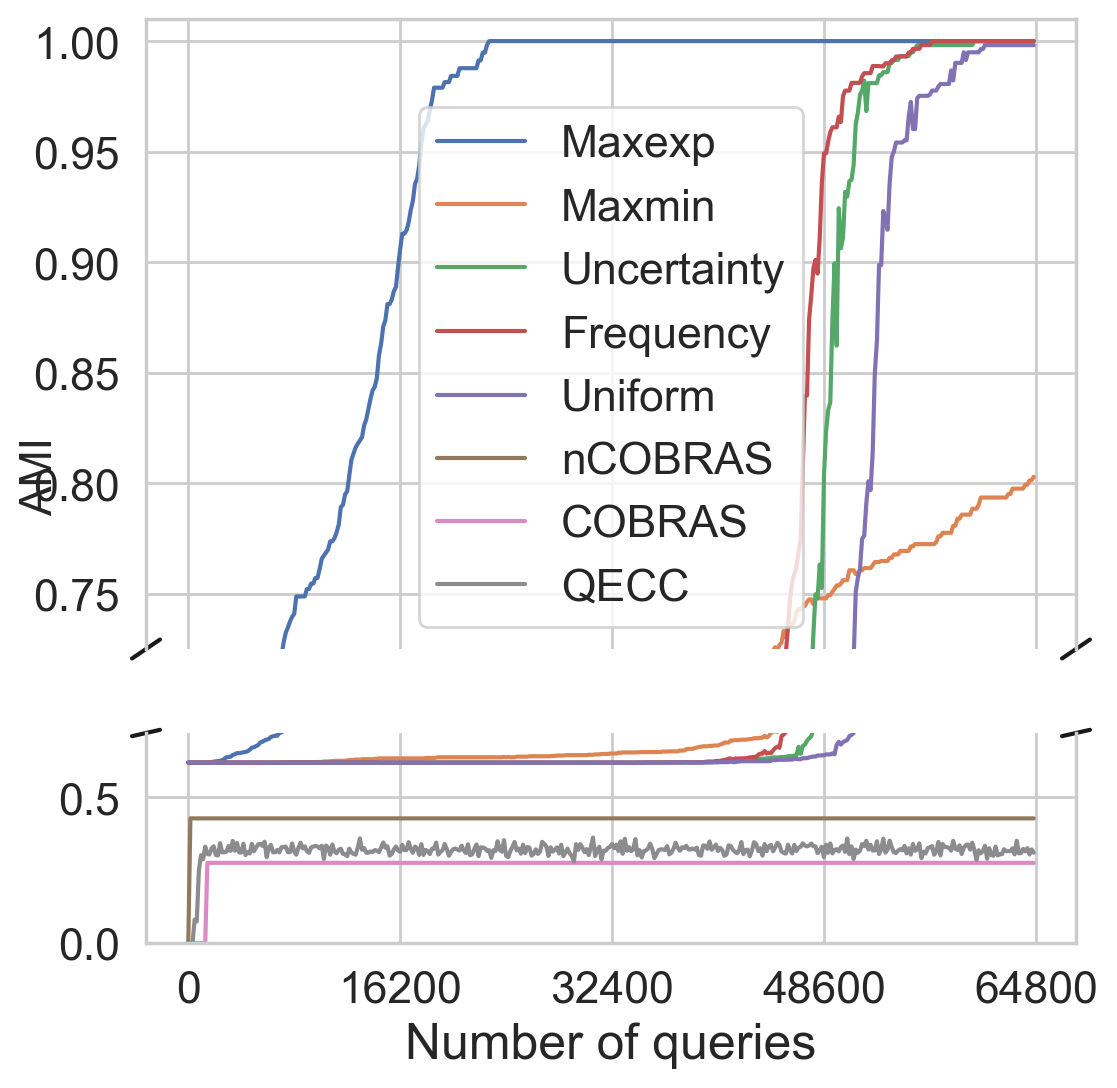 1.00
0.95
0.90
0.85
0.80
0.75
AMI
Maxexp
Maxmin
Uncertainty
Frequency
Uniform
nCOBRAS
COBRAS
QECC
0.5
0.0
0 16200 32400 48600 64800
Number of queries